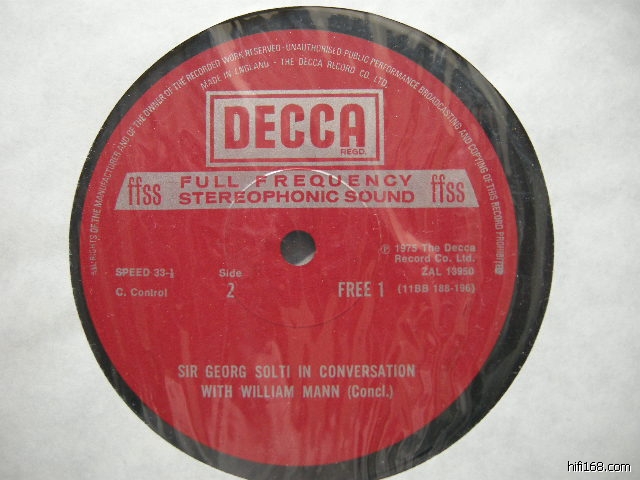 ALL RIGHTS OF THE MANUFACTURER AND OF THE OWNER OF THE RECORDED WORK RESERVED · UNAUTHORISED PUBLIC PERFORMANCE BROADCASTING AND COPYING OF THIS RECORD PROHIBITED
MADE IN ENGLAND · THE DECCA RECORD CO. LTD.
DECCA
REGD.
ffss FULL FREQUENCY ffss
STEREOPHONIC SOUND
℗ 1975 The Decca
Record Co. Ltd.
SPEED 33-⅓ Side ZAL 13950
C. Control 2 FREE 1 (11BB 188-196)
SIR GEORG SOLTI IN CONVERSATION
WITH WILLIAM MANN (Concl.)
hifi168.com